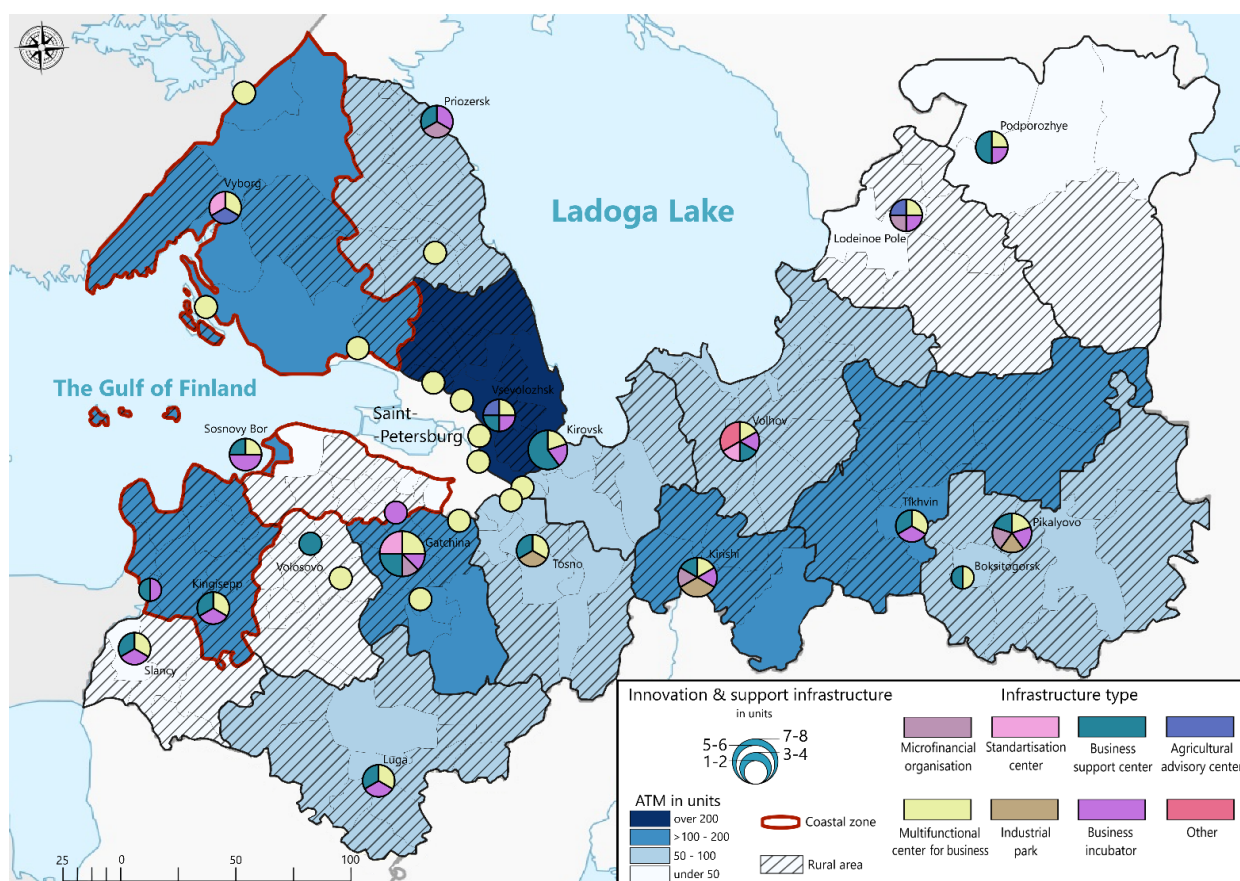 Priozersk
Podporozhye
Vyborg
Ladoga Lake
Lodeinoe Pole
The Gulf of Finland
Vsevolozhsk
Saint-
-Petersburg
Kirovsk
Volhov
Sosnovy Bor
Tikhvin
Pikalyovo
Gatchina
Tosno
Kirishi
Volosovo
Boksitogorsk
Kingisepp
Slancy
Luga
Innovation & support infrastructure
in units
7-8
5-6
3-4
1-2
ATM in units
over 200
>100 - 200
50 - 100
under 50
Coastal zone
Rural area
Infrastructure type
Microfinancial
organisation
Standartisation
center
Business
support center
Agricultural
advisory center
Multifunctional
center for business
Industrial
park
Business
incubator
Other
25 0 50 100